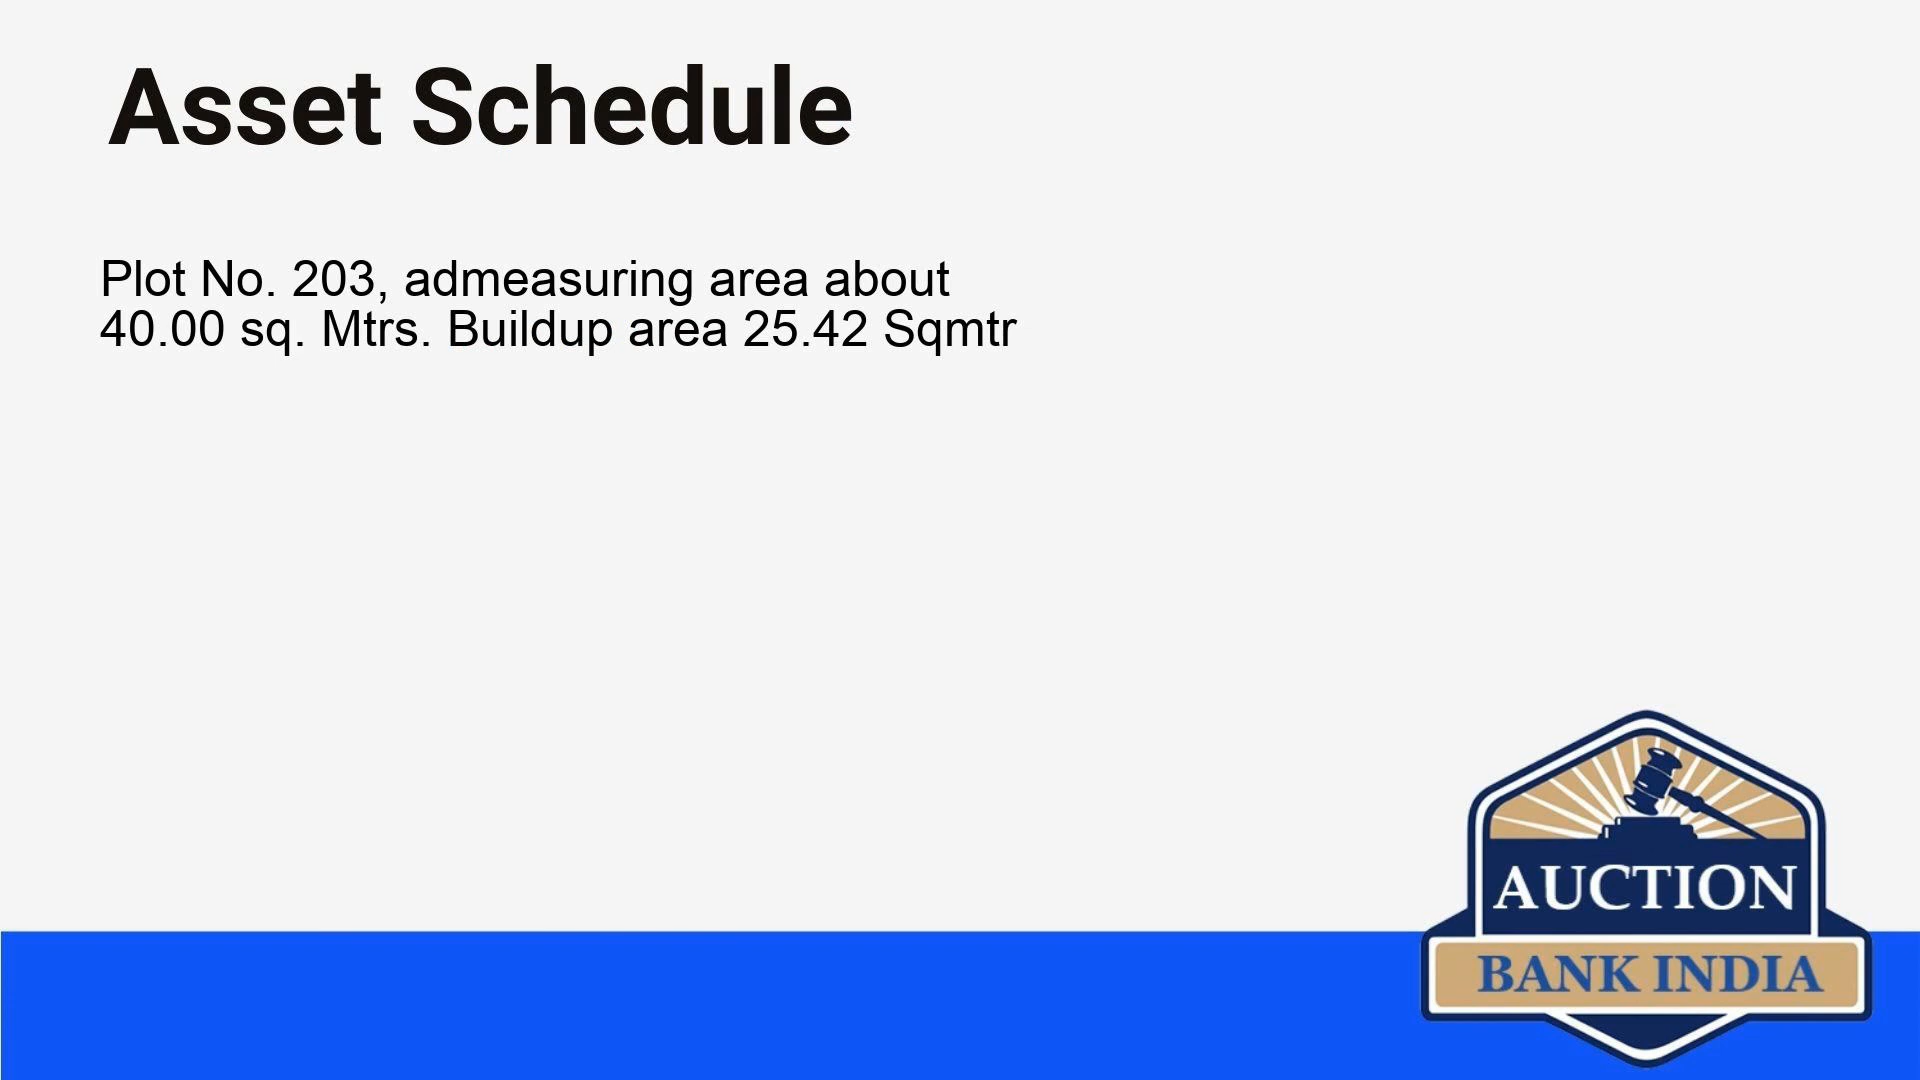 Asset Schedule
Plot No. 203, admeasuring area about
40.00 sq. Mtrs. Buildup area 25.42 Sqmtr
AUCTION
BANK INDIA